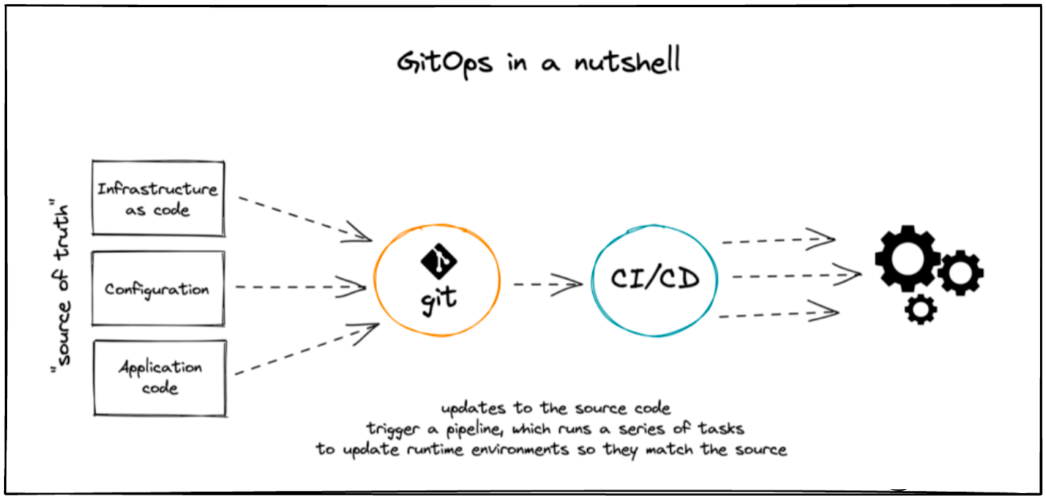 GitOps in a nutshell
"source of truth"
Infrastructure
as code
Configuration
Application
code
git
CI/CD
updates to the source code
trigger a pipeline, which runs a series of tasks
to update runtime environments so they match the source